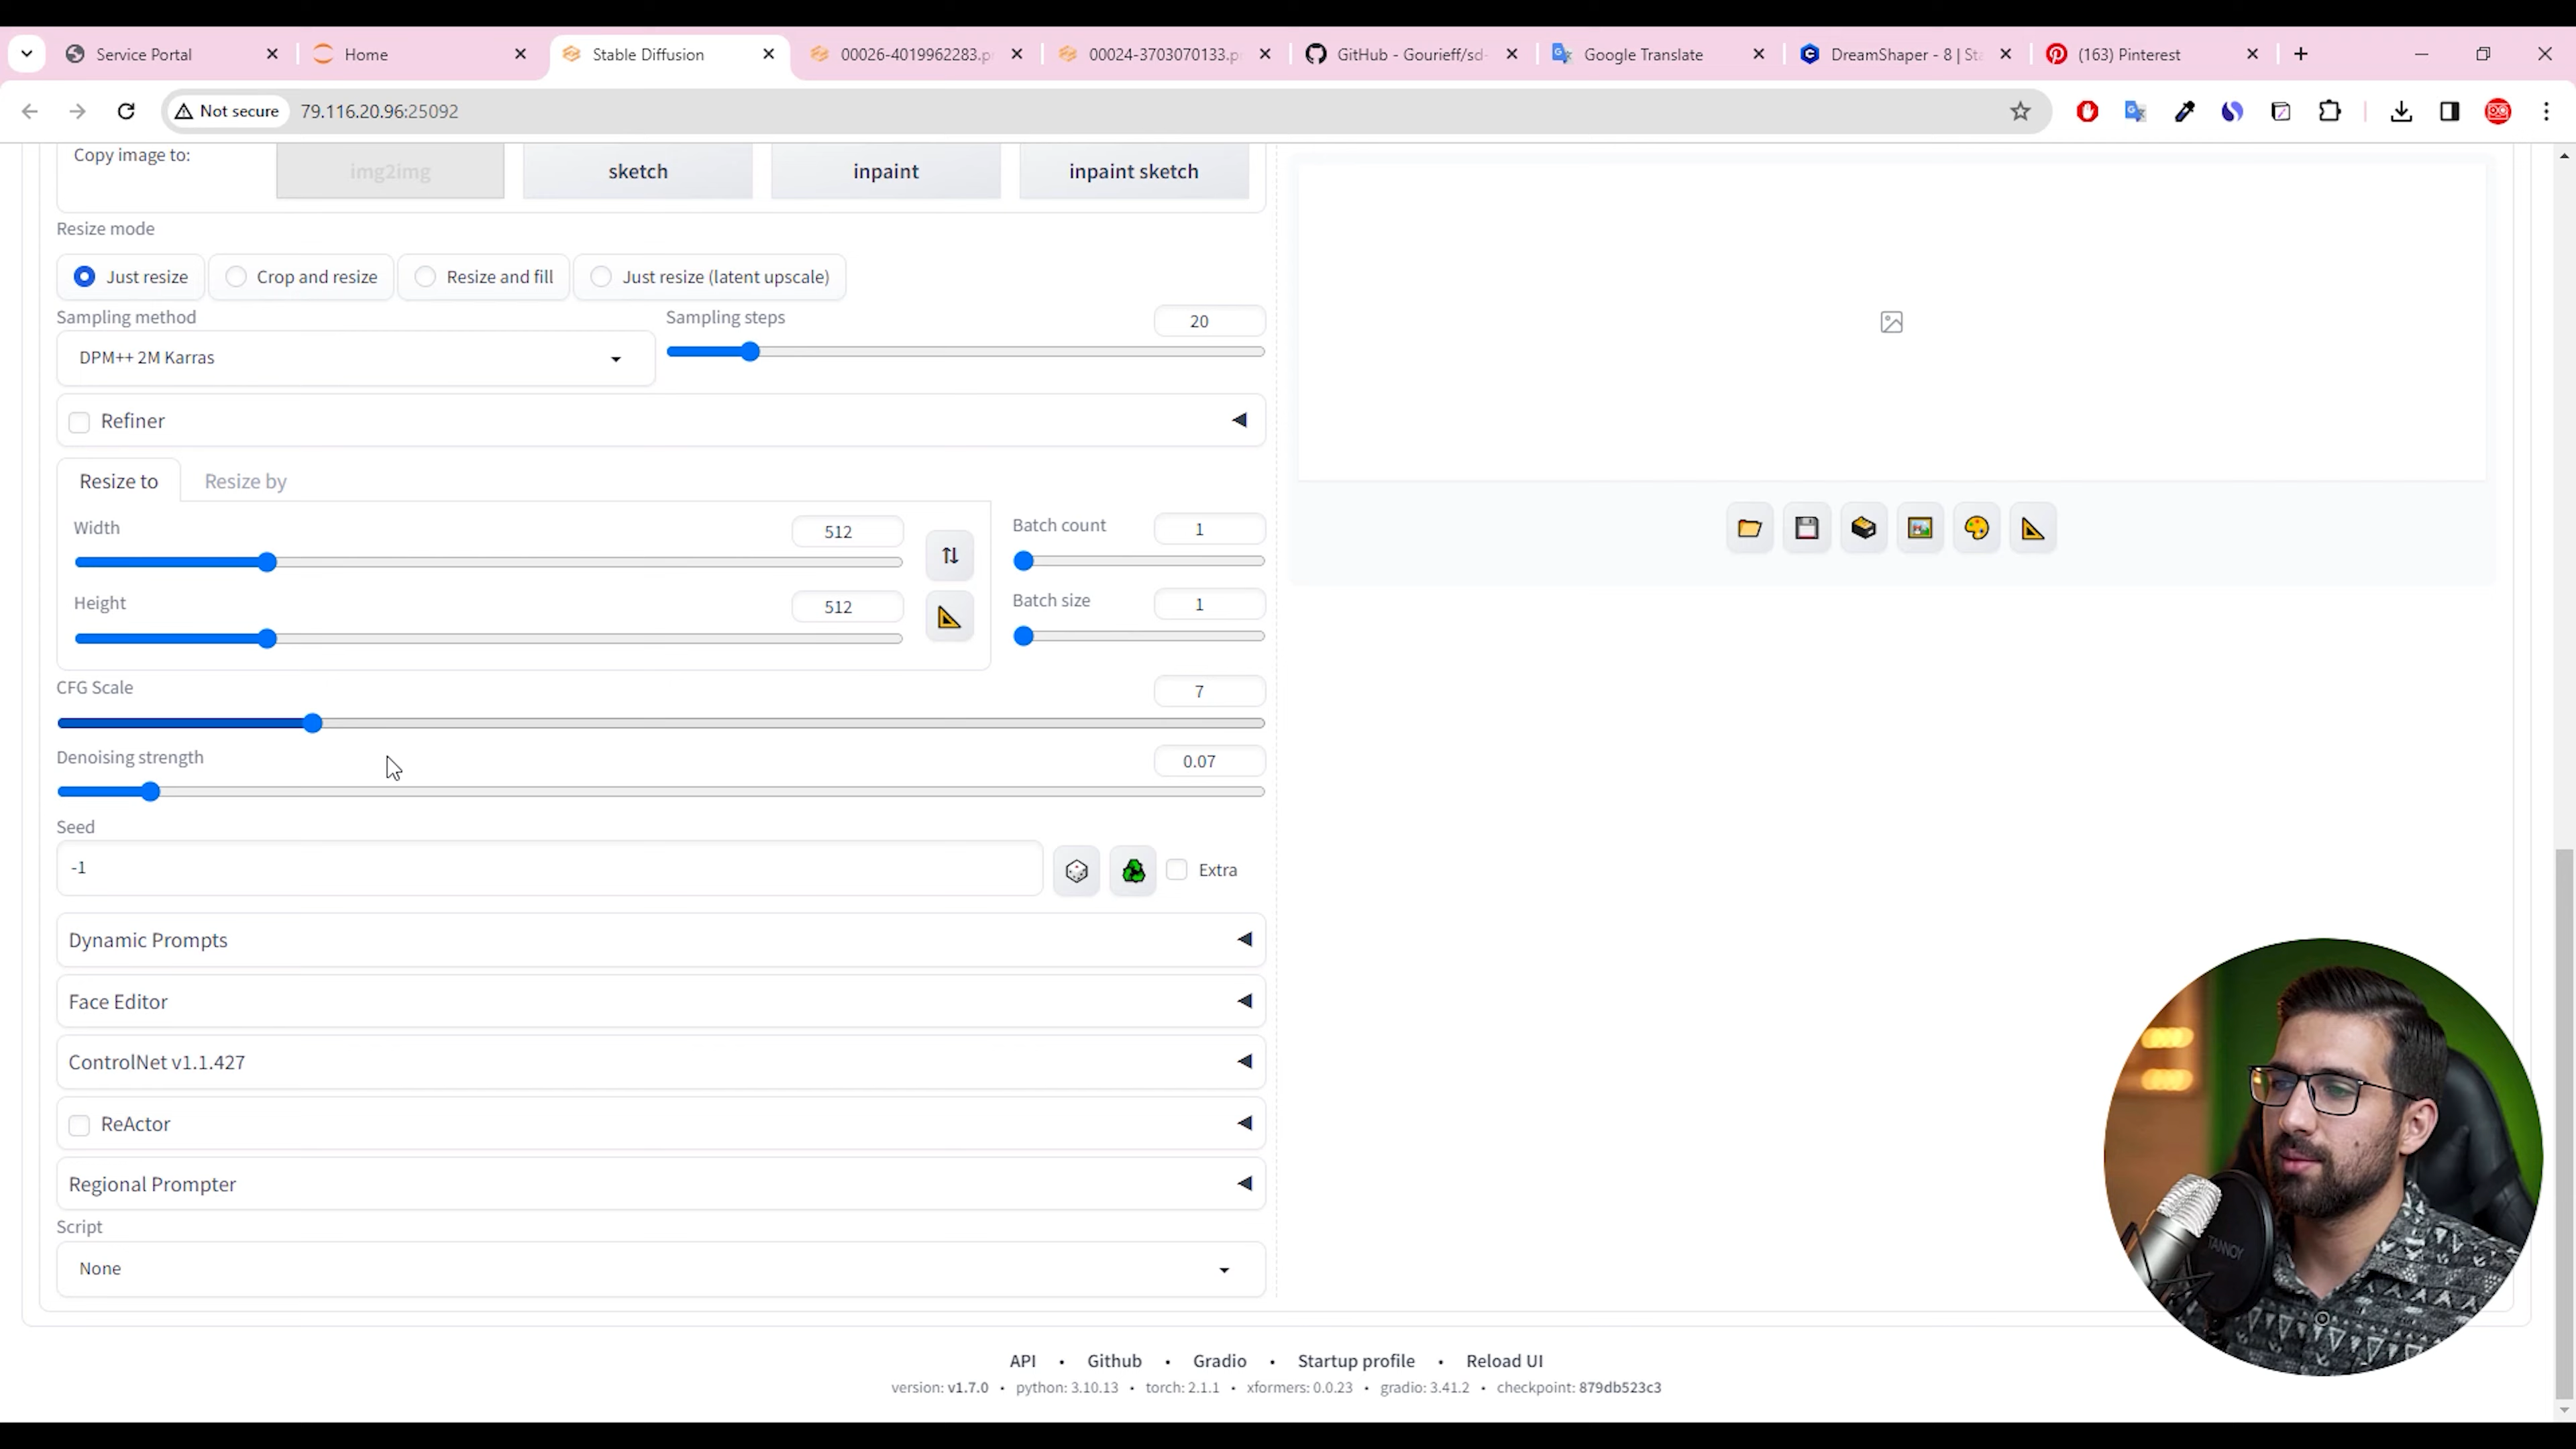 Service Portal
Home
Stable Diffusion
00026-4019962283.p
00024-3703070133.p
GitHub - Gourieff/sd-
Google Translate
DreamShaper - 8 | Sta
(163) Pinterest
Not secure
79.116.20.96:25092
Copy image to:
img2img
sketch
inpaint
inpaint sketch
Resize mode
Just resize
Crop and resize
Resize and fill
Just resize (latent upscale)
Sampling method
Sampling steps
20
DPM++ 2M Karras
Refiner
Resize to
Resize by
Width
512
Batch count
1
Height
512
Batch size
1
CFG Scale
7
Denoising strength
0.07
Seed
-1
Extra
Dynamic Prompts
Face Editor
ControlNet v1.1.427
ReActor
Regional Prompter
Script
None
API • Github • Gradio • Startup profile • Reload UI
version: v1.7.0 • python: 3.10.13 • torch: 2.1.1 • xformers: 0.0.23 • gradio: 3.41.2 • checkpoint: 879db523c3
TANNOY